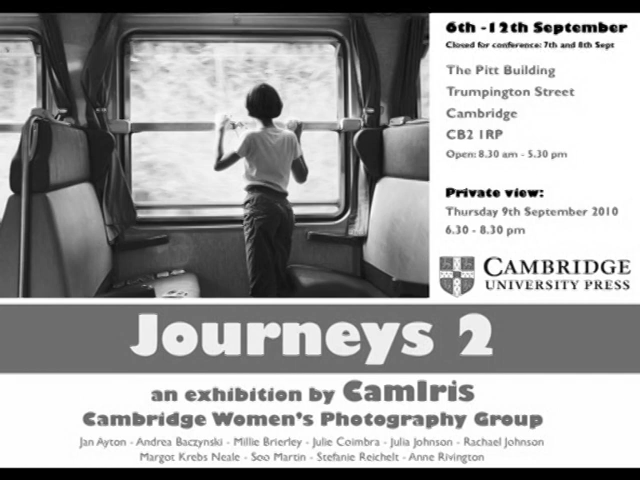 6th -12th September
Closed for conference: 7th and 8th Sept
The Pitt Building
Trumpington Street
Cambridge
CB2 1RP
Open: 8.30 am - 5.30 pm
Private view:
Thursday 9th September 2010
6.30 - 8.30 pm
CAMBRIDGE
UNIVERSITY PRESS
Journeys 2
an exhibition by CamIris
Cambridge Women's Photography Group
Jan Ayton - Andrea Baczynski - Millie Brierley - Julie Coimbra - Julia Johnson - Rachael Johnson
Margot Krebs Neale - Soo Martin - Stefanie Reichelt - Anne Rivington